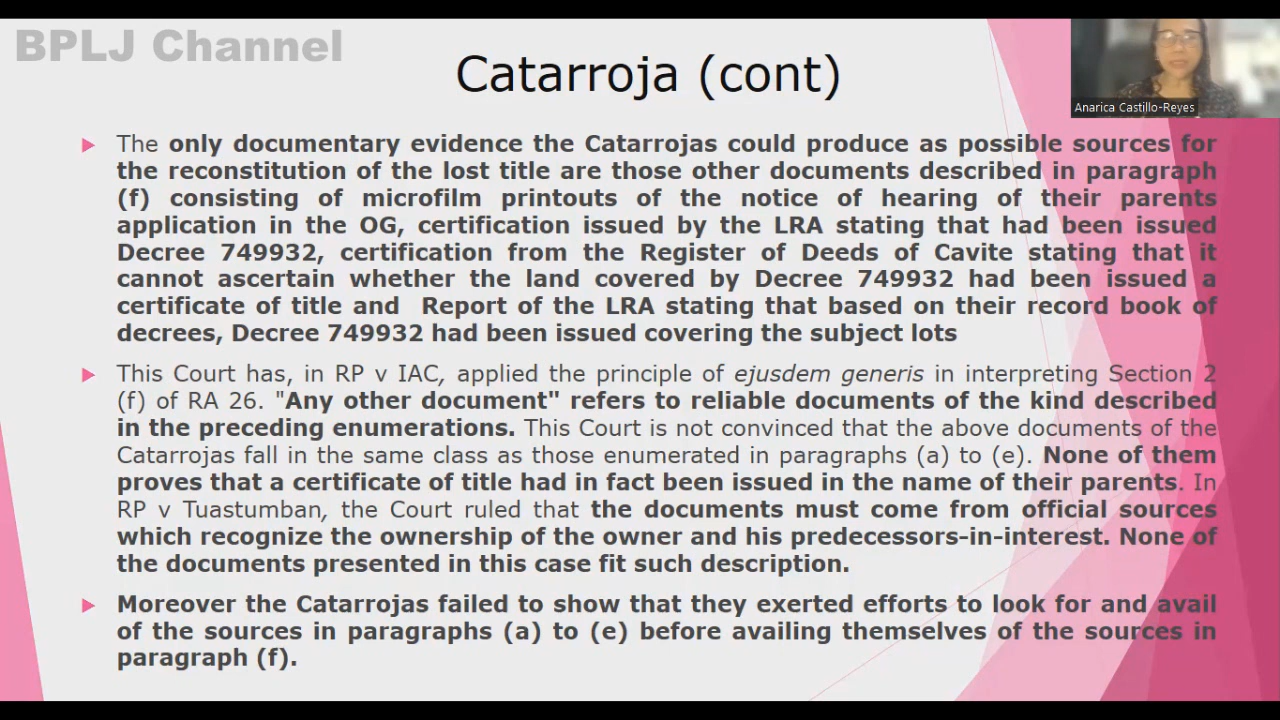 BPLJ Channel
Catarroja (cont)
Anarica Castillo-Reyes
The only documentary evidence the Catarrojas could produce as possible sources for
the reconstitution of the lost title are those other documents described in paragraph
(f) consisting of microfilm printouts of the notice of hearing of their parents
application in the OG, certification issued by the LRA stating that had been issued
Decree 749932, certification from the Register of Deeds of Cavite stating that it
cannot ascertain whether the land covered by Decree 749932 had been issued a
certificate of title and Report of the LRA stating that based on their record book of
decrees, Decree 749932 had been issued covering the subject lots
This Court has, in RP v IAC, applied the principle of ejusdem generis in interpreting Section 2
(f) of RA 26. "Any other document" refers to reliable documents of the kind described
in the preceding enumerations. This Court is not convinced that the above documents of the
Catarrojas fall in the same class as those enumerated in paragraphs (a) to (e). None of them
proves that a certificate of title had in fact been issued in the name of their parents. In
RP v Tuastumban, the Court ruled that the documents must come from official sources
which recognize the ownership of the owner and his predecessors-in-interest. None of
the documents presented in this case fit such description.
Moreover the Catarrojas failed to show that they exerted efforts to look for and avail
of the sources in paragraphs (a) to (e) before availing themselves of the sources in
paragraph (f).